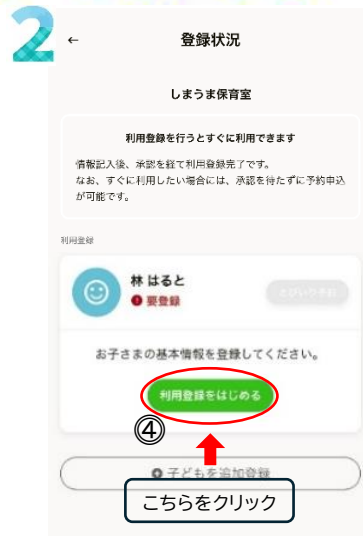 2
← 登録状況
しまうま保育室
利用登録を行うとすぐに利用できます
情報記入後、承認を経て利用登録完了です。
なお、すぐに利用したい場合には、承認を待たずに予約申込
が可能です。
利用登録
林 はると
要登録
とびいり予約
お子さまの基本情報を登録してください。
利用登録をはじめる
④
子どもを追加登録
こちらをクリック